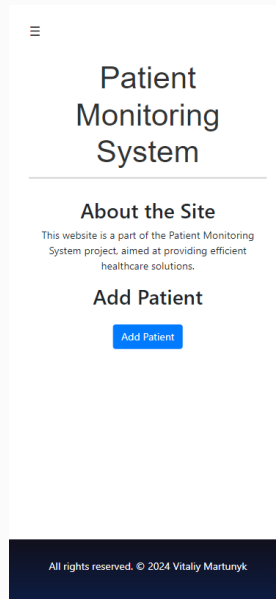 ☰
Patient
Monitoring
System
About the Site
This website is a part of the Patient Monitoring
System project, aimed at providing efficient
healthcare solutions.
Add Patient
Add Patient
All rights reserved. © 2024 Vitaliy Martunyk